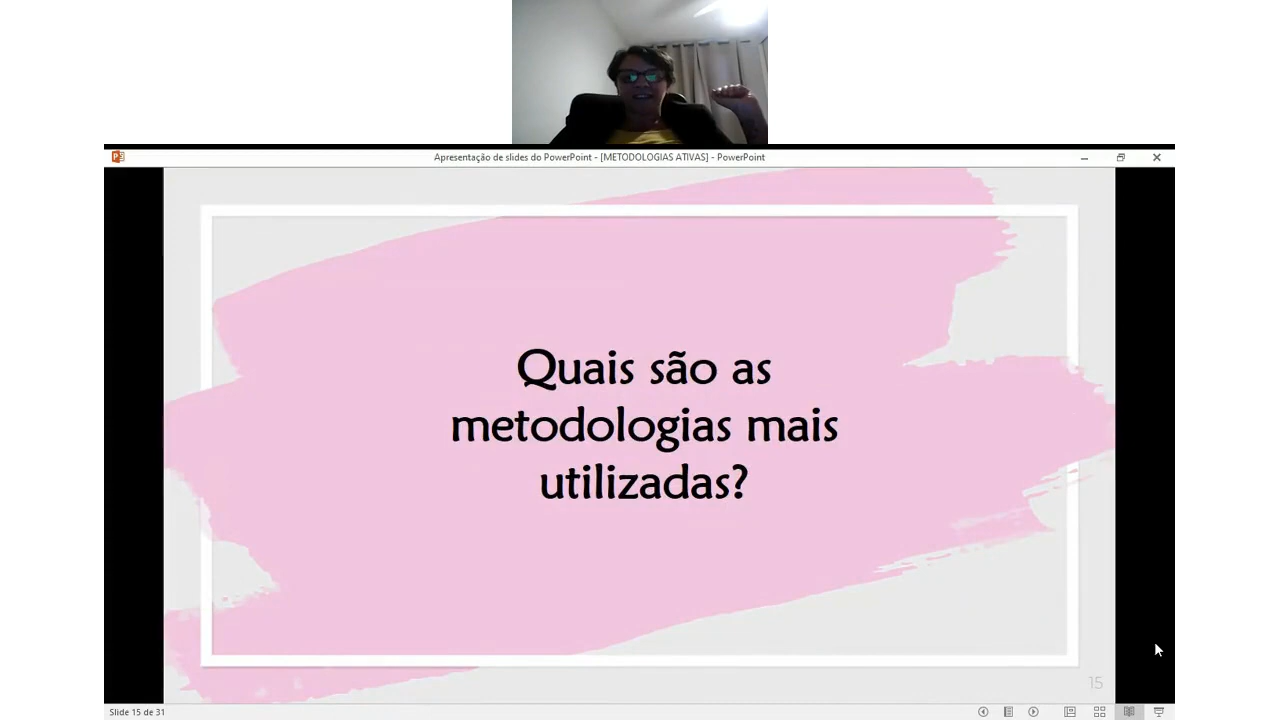 Apresentação de slides do PowerPoint - [METODOLOGIAS ATIVAS] - PowerPoint
Quais são as
metodologias mais
utilizadas?
15
Slide 15 de 31